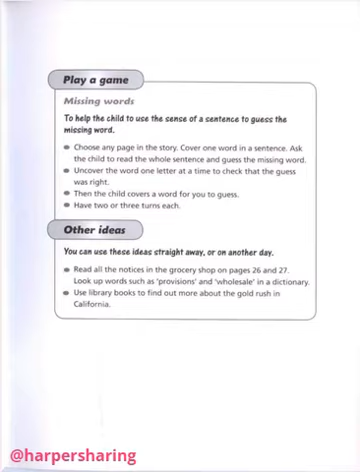 Play a game
Missing words
To help the child to use the sense of a sentence to guess the
missing word.
Choose any page in the story. Cover one word in a sentence. Ask
the child to read the whole sentence and guess the missing word.
Uncover the word one letter at a time to check that the guess
was right.
Then the child covers a word for you to guess.
Have two or three turns each.
Other ideas
You can use these ideas straight away, or on another day.
Read all the notices in the grocery shop on pages 26 and 27.
Look up words such as 'provisions' and 'wholesale' in a dictionary.
Use library books to find out more about the gold rush in
California.
@harpersharing